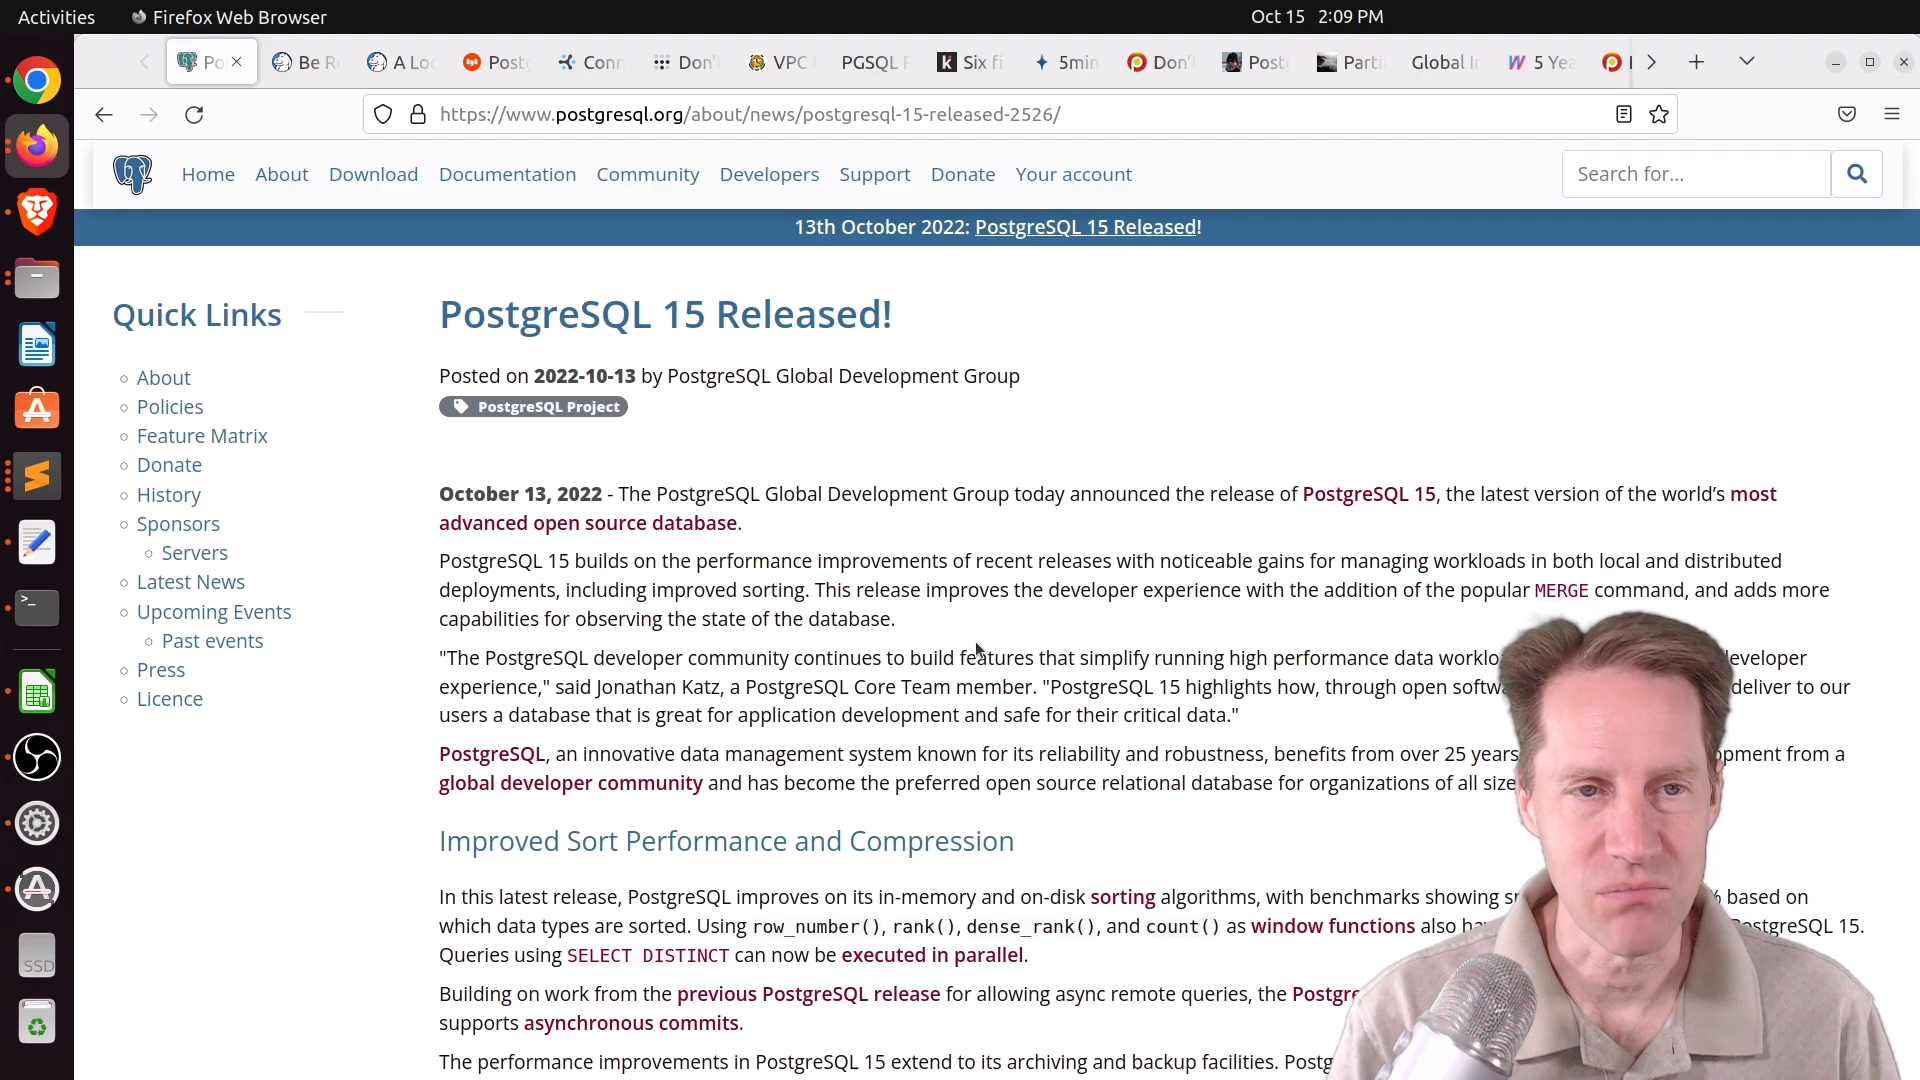 Activities
Firefox Web Browser
Oct 15 2:09 PM
Po
Be R
A Lo
Post
Conn
Don'
VPC
PGSQL
Six fi
5min
Don'
Post
Parti
Global I
5 Yea
https://www.postgresql.org/about/news/postgresql-15-released-2526/
Home About Download Documentation Community Developers Support Donate Your account
Search for...
13th October 2022: PostgreSQL 15 Released!
Quick Links
About
Policies
Feature Matrix
Donate
History
Sponsors
Servers
Latest News
Upcoming Events
Past events
Press
Licence
PostgreSQL 15 Released!
Posted on 2022-10-13 by PostgreSQL Global Development Group
PostgreSQL Project
October 13, 2022 - The PostgreSQL Global Development Group today announced the release of PostgreSQL 15, the latest version of the world's most
advanced open source database.
PostgreSQL 15 builds on the performance improvements of recent releases with noticeable gains for managing workloads in both local and distributed
deployments, including improved sorting. This release improves the developer experience with the addition of the popular MERGE command, and adds more
capabilities for observing the state of the database.
"The PostgreSQL developer community continues to build features that simplify running high performance data worklo eveloper
experience," said Jonathan Katz, a PostgreSQL Core Team member. "PostgreSQL 15 highlights how, through open softwa deliver to our
users a database that is great for application development and safe for their critical data."
PostgreSQL, an innovative data management system known for its reliability and robustness, benefits from over 25 years opment from a
global developer community and has become the preferred open source relational database for organizations of all size
Improved Sort Performance and Compression
In this latest release, PostgreSQL improves on its in-memory and on-disk sorting algorithms, with benchmarks showing sp % based on
which data types are sorted. Using row_number(), rank(), dense_rank(), and count() as window functions also ha ostgreSQL 15.
Queries using SELECT DISTINCT can now be executed in parallel.
Building on work from the previous PostgreSQL release for allowing async remote queries, the Postgre
supports asynchronous commits.
The performance improvements in PostgreSQL 15 extend to its archiving and backup facilities. Postg
SSD